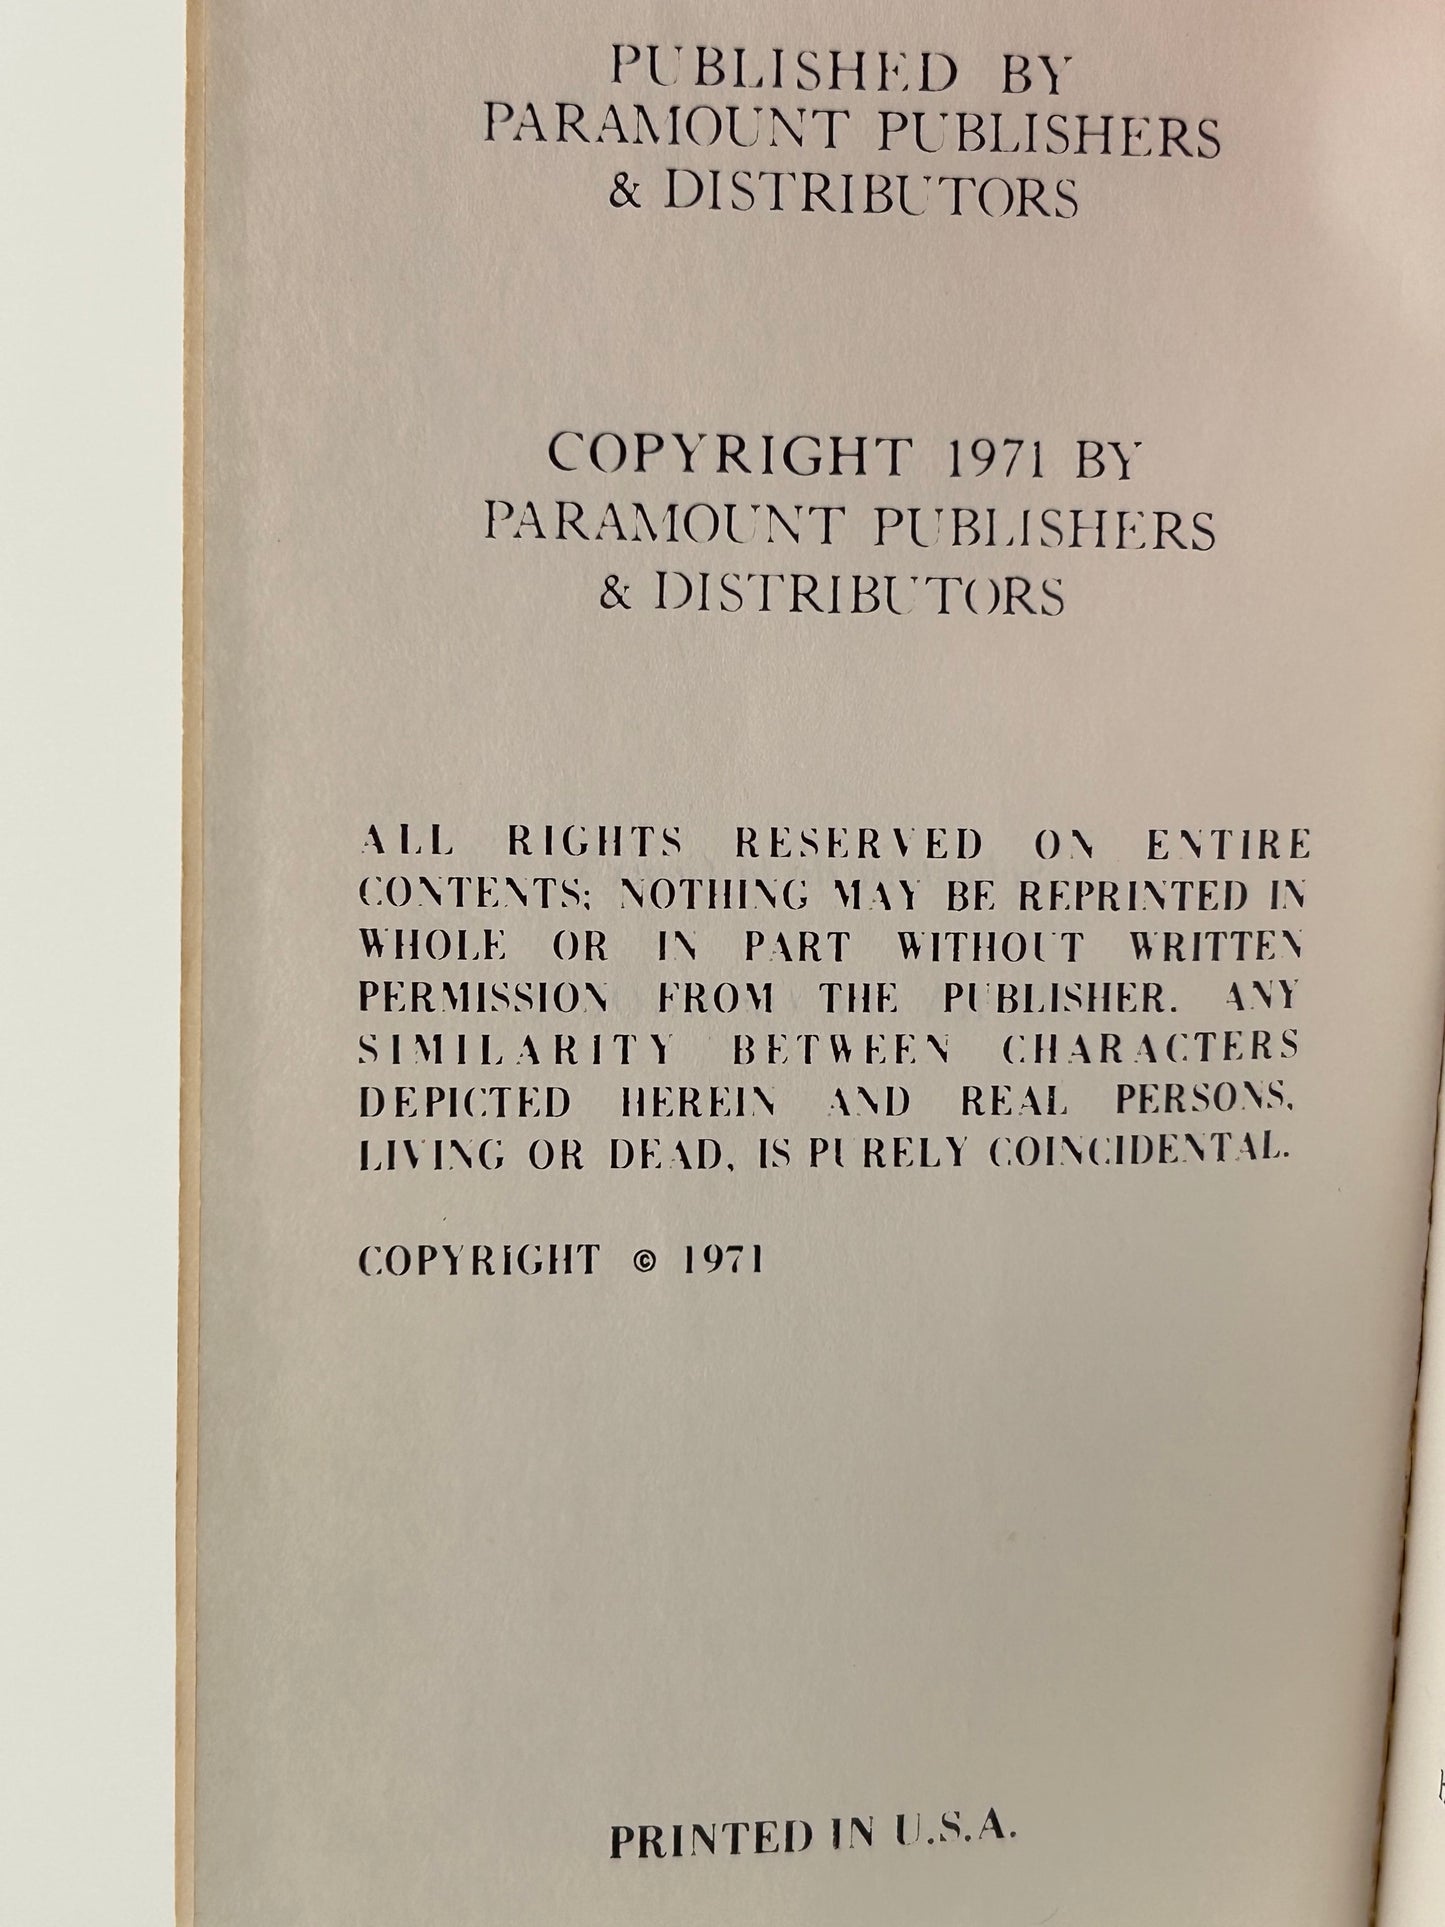 PUBLISHED BY
PARAMOUNT PUBLISHERS
& DISTRIBUTORS
COPYRIGHT 1971 BY
PARAMOUNT PUBLISHERS
& DISTRIBUTORS
ALL RIGHTS RESERVED ON ENTIRE
CONTENTS; NOTHING MAY BE REPRINTED IN
WHOLE OR IN PART WITHOUT WRITTEN
PERMISSION FROM THE PUBLISHER. ANY
SIMILARITY BETWEEN CHARACTERS
DEPICTED HEREIN AND REAL PERSONS,
LIVING OR DEAD, IS PURELY COINCIDENTAL.
COPYRIGHT © 1971
PRINTED IN U.S.A.